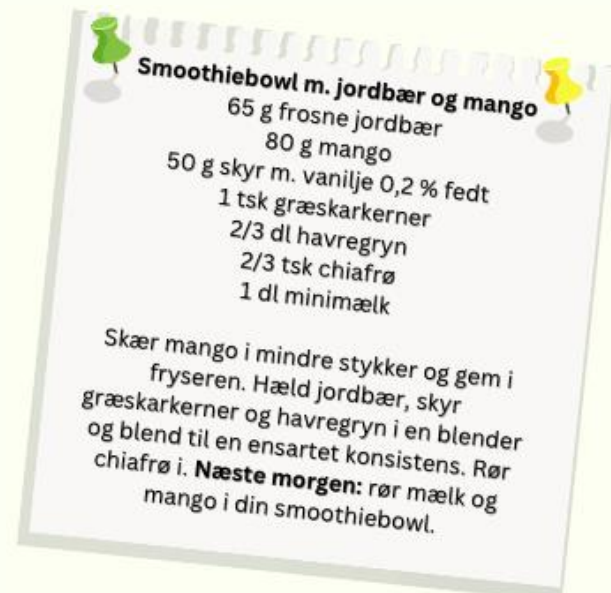 Smoothiebowl m. jordbær og mango
65 g frosne jordbær
80 g mango
50 g skyr m. vanilje 0,2 % fedt
1 tsk græskarkerner
2/3 dl havregryn
2/3 tsk chiafrø
1 dl minimælk
Skær mango i mindre stykker og gem i
fryseren. Hæld jordbær, skyr
græskarkerner og havregryn i en blender
og blend til en ensartet konsistens. Rør
chiafrø i. Næste morgen: rør mælk og
mango i din smoothiebowl.